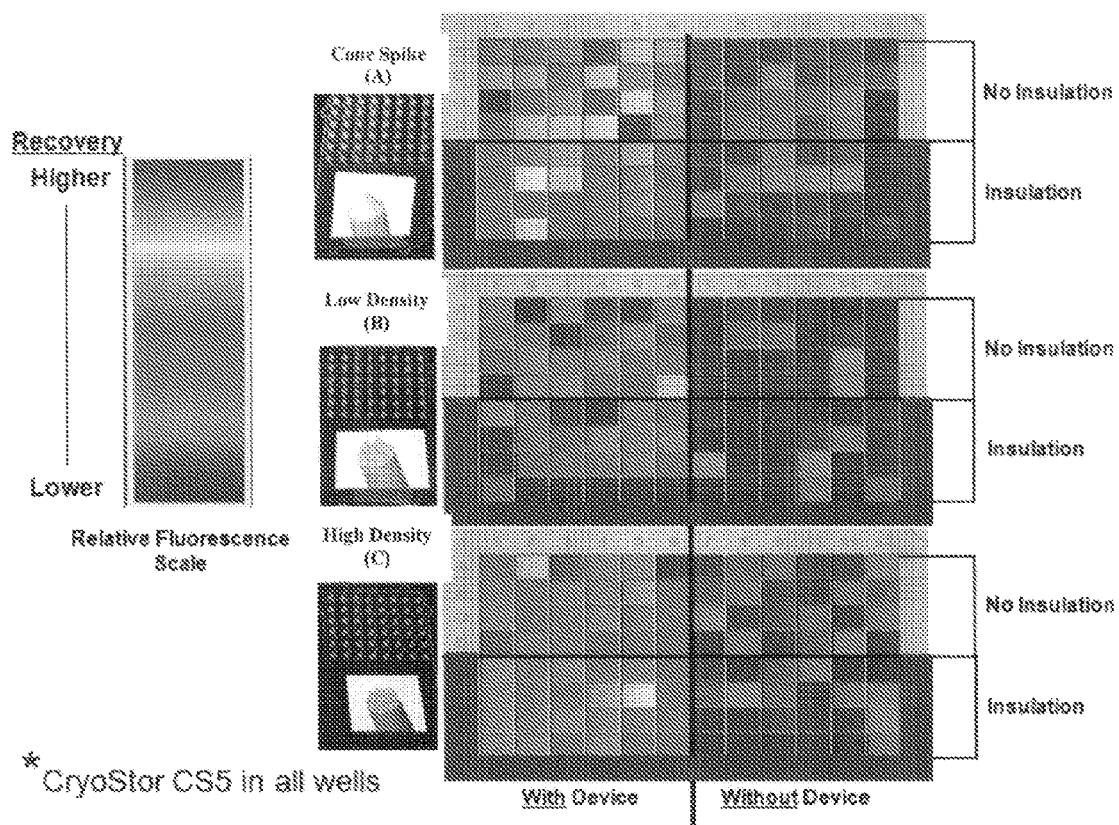 Cone Spike
(A)
Recovery
Higher
Lower
Relative Fluorescence
Scale
No Insulation
Insulation
Low Density
(B)
No Insulation
Insulation
High Density
(C)
No Insulation
Insulation
*CryoStor CS5 in all wells
With Device
Without Device